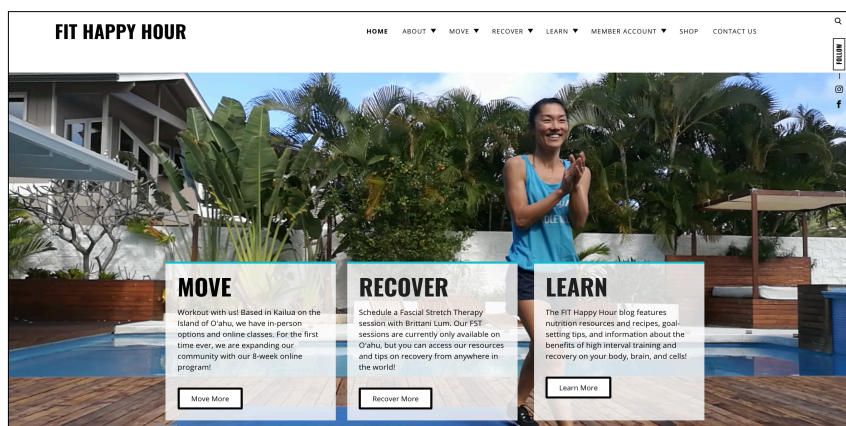 FIT HAPPY HOUR
HOME ABOUT ▼ MOVE ▼ RECOVER ▼ LEARN ▼ MEMBER ACCOUNT ▼ SHOP CONTACT US
FOLLOW
MOVE
Workout with us! Based in Kailua on the
Island of O'ahu, we have in-person
options and online classes. For the first
time ever, we are expanding our
community with our 8-week online
program!
Move More
RECOVER
Schedule a Fascial Stretch Therapy
session with Brittani Lum. Our FST
sessions are currently only available on
O'ahu, but you can access our resources
and tips on recovery from anywhere in
the world!
Recover More
LEARN
The FIT Happy Hour blog features
nutrition resources and recipes, goal-
setting tips, and information about the
benefits of high interval training and
recovery on your body, brain, and cells!
Learn More